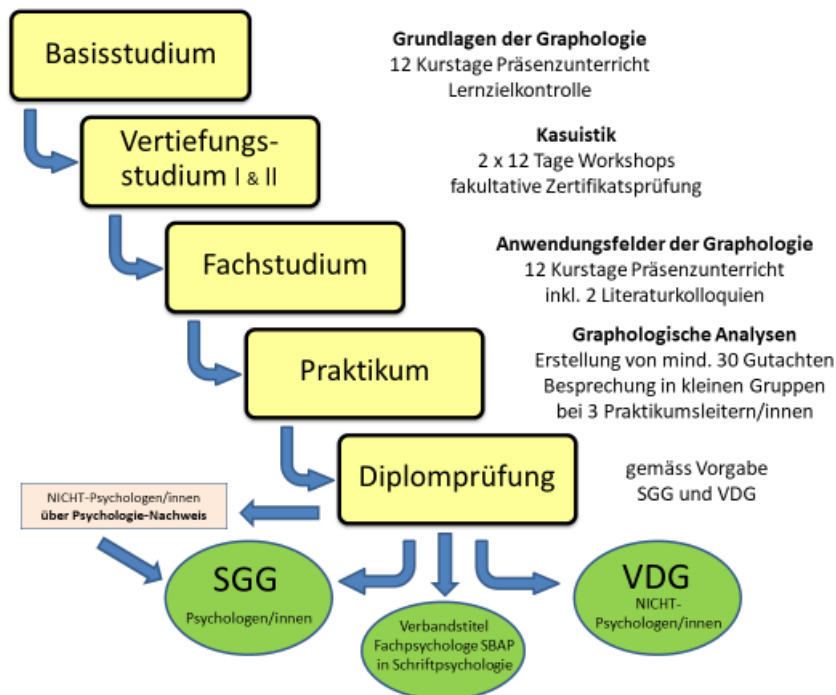 Basisstudium
Grundlagen der Graphologie
12 Kurstage Präsenzunterricht
Lernzielkontrolle
Vertiefungs-
studium I & II
Kasuistik
2 x 12 Tage Workshops
fakultative Zertifikatsprüfung
Fachstudium
Anwendungsfelder der Graphologie
12 Kurstage Präsenzunterricht
inkl. 2 Literaturkolloquien
Praktikum
Graphologische Analysen
Erstellung von mind. 30 Gutachten
Besprechung in kleinen Gruppen
bei 3 Praktikumsleitern/innen
Diplomprüfung
gemäss Vorgabe
SGG und VDG
NICHT-Psychologen/innen
über Psychologie-Nachweis
SGG
Psychologen/innen
Verbandstitel
Fachpsychologe SBAP
in Schriftpsychologie
VDG
NICHT-
Psychologen/innen